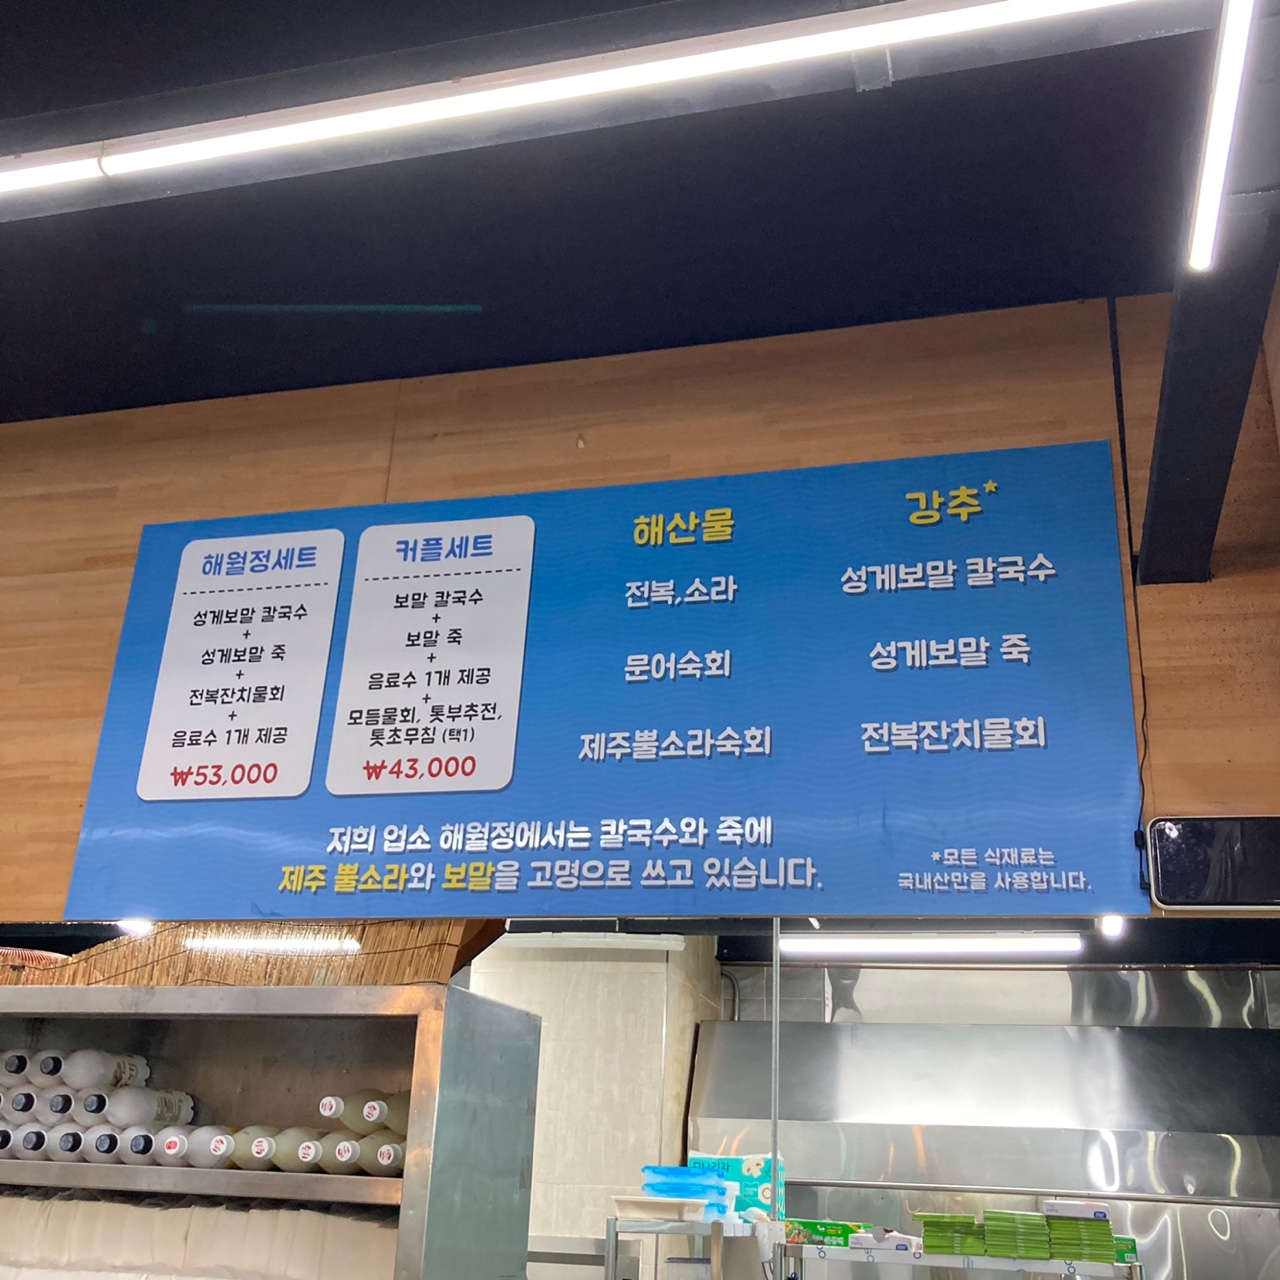 해월정세트
성게보말 칼국수
+
성게보말 죽
+
전복잔치물회
+
음료수 1개 제공
₩53,000
커플세트
보말 칼국수
+
보말 죽
+
음료수 1개 제공
+
모듬물회, 톳부추전,
톳초무침 (택1)
₩43,000
해산물
전복,소라
문어숙회
제주뿔소라숙회
강추*
성게보말 칼국수
성게보말 죽
전복잔치물회
저희 업소 해월정에서는 칼국수와 죽에
제주 뿔소라와 보말을 고명으로 쓰고 있습니다.
*모든 식재료는
국내산만을 사용합니다.